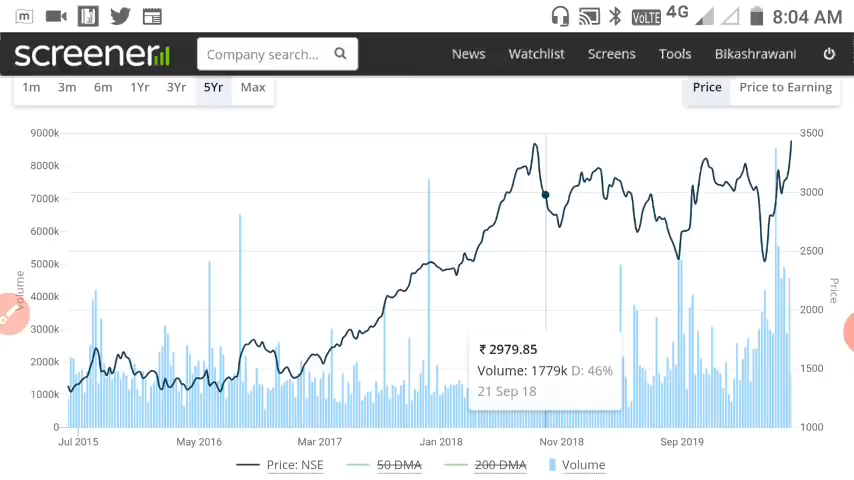 m
VoLTE 4G 8:04 AM
screener
Company search...
News Watchlist Screens Tools Bikashrawani
1m 3m 6m 1Yr 3Yr 5Yr Max
Price Price to Earning
9000k 3500
8000k
7000k 3000
6000k
5000k 2500
4000k 2000
3000k
2000k 1500
1000k
0 1000
Volume
Price
₹ 2979.85
Volume: 1779k D: 46%
21 Sep 18
Jul 2015 May 2016 Mar 2017 Jan 2018 Nov 2018 Sep 2019
Price: NSE 50 DMA 200 DMA Volume